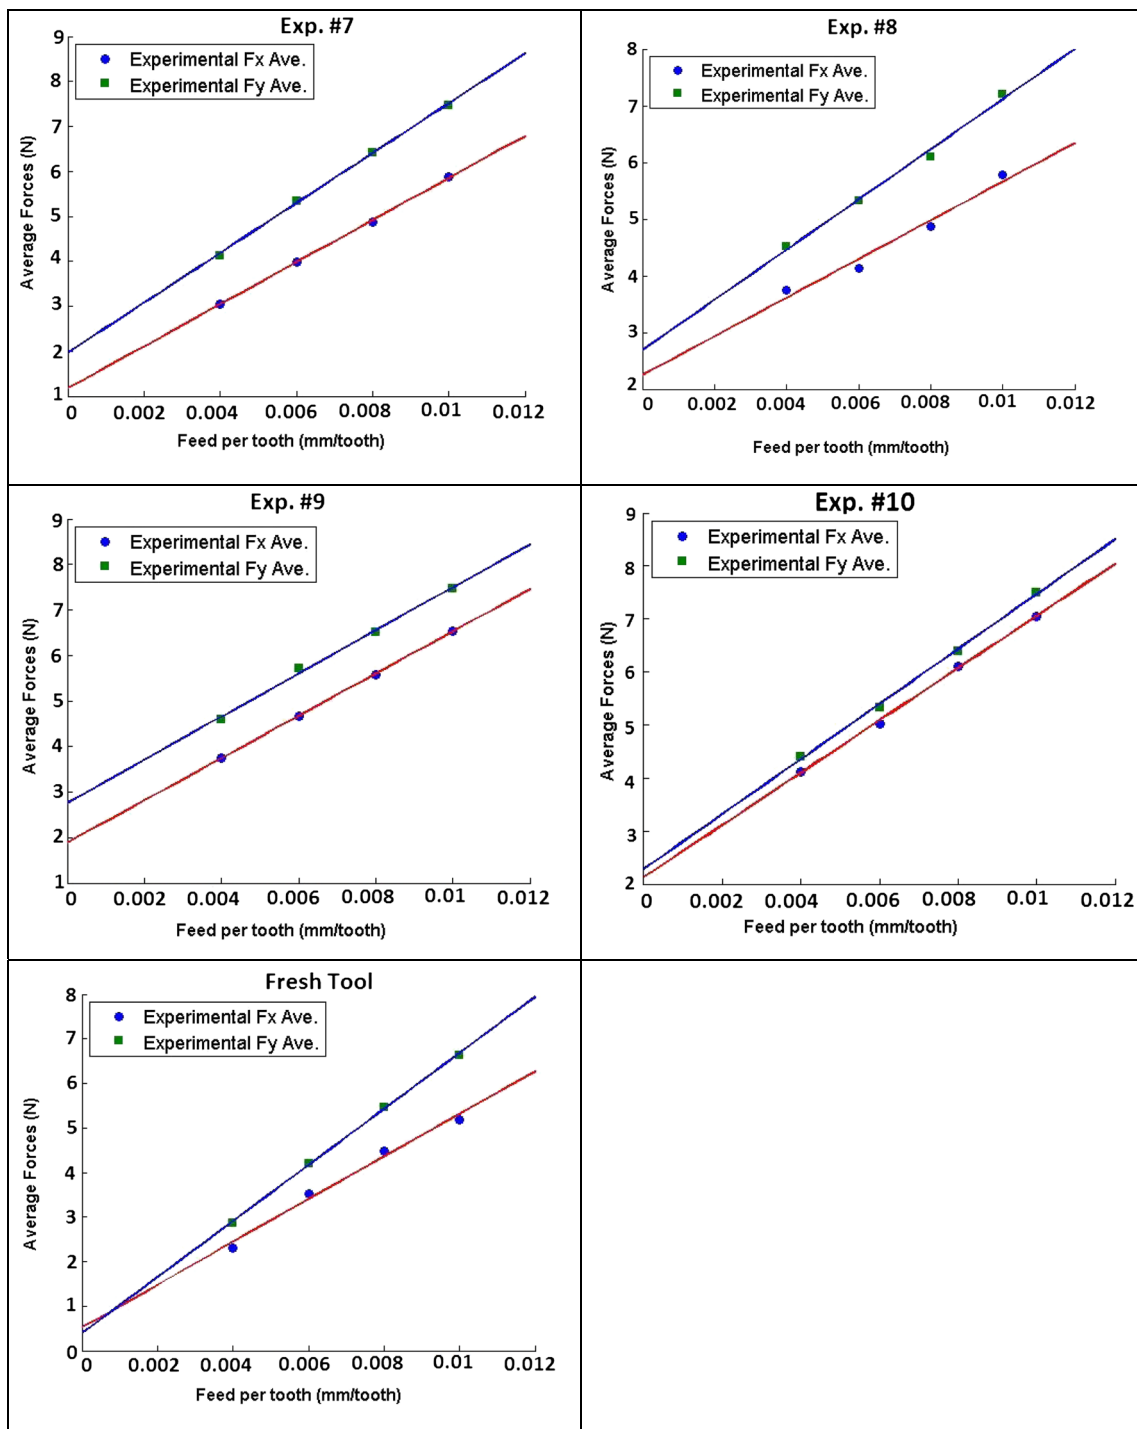 Exp. #7
Experimental Fx Ave.
Experimental Fy Ave.
Average Forces (N)
9
8
7
6
5
4
3
2
1
0 0.002 0.004 0.006 0.008 0.01 0.012
Feed per tooth (mm/tooth)
Exp. #8
Experimental Fx Ave.
Experimental Fy Ave.
Average Forces (N)
8
7
6
5
4
3
2
0 0.002 0.004 0.006 0.008 0.01 0.012
Feed per tooth (mm/tooth)
Exp. #9
Experimental Fx Ave.
Experimental Fy Ave.
Average Forces (N)
9
8
7
6
5
4
3
2
1
0 0.002 0.004 0.006 0.008 0.01 0.012
Feed per tooth (mm/tooth)
Exp. #10
Experimental Fx Ave.
Experimental Fy Ave.
Average Forces (N)
9
8
7
6
5
4
3
2
0 0.002 0.004 0.006 0.008 0.01 0.012
Feed per tooth (mm/tooth)
Fresh Tool
Experimental Fx Ave.
Experimental Fy Ave.
Average Forces (N)
8
7
6
5
4
3
2
1
0
0 0.002 0.004 0.006 0.008 0.01 0.012
Feed per tooth (mm/tooth)